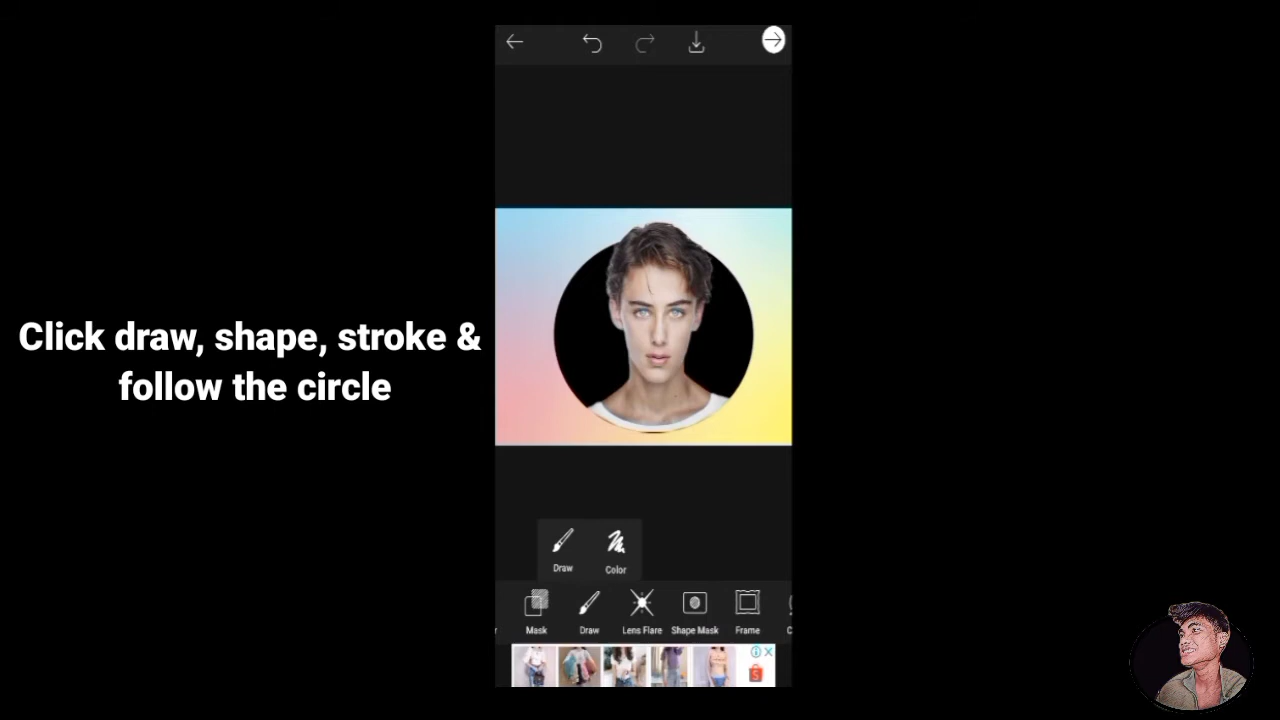 Click draw, shape, stroke &
follow the circle
Draw
Color
Mask
Draw
Lens Flare
Shape Mask
Frame